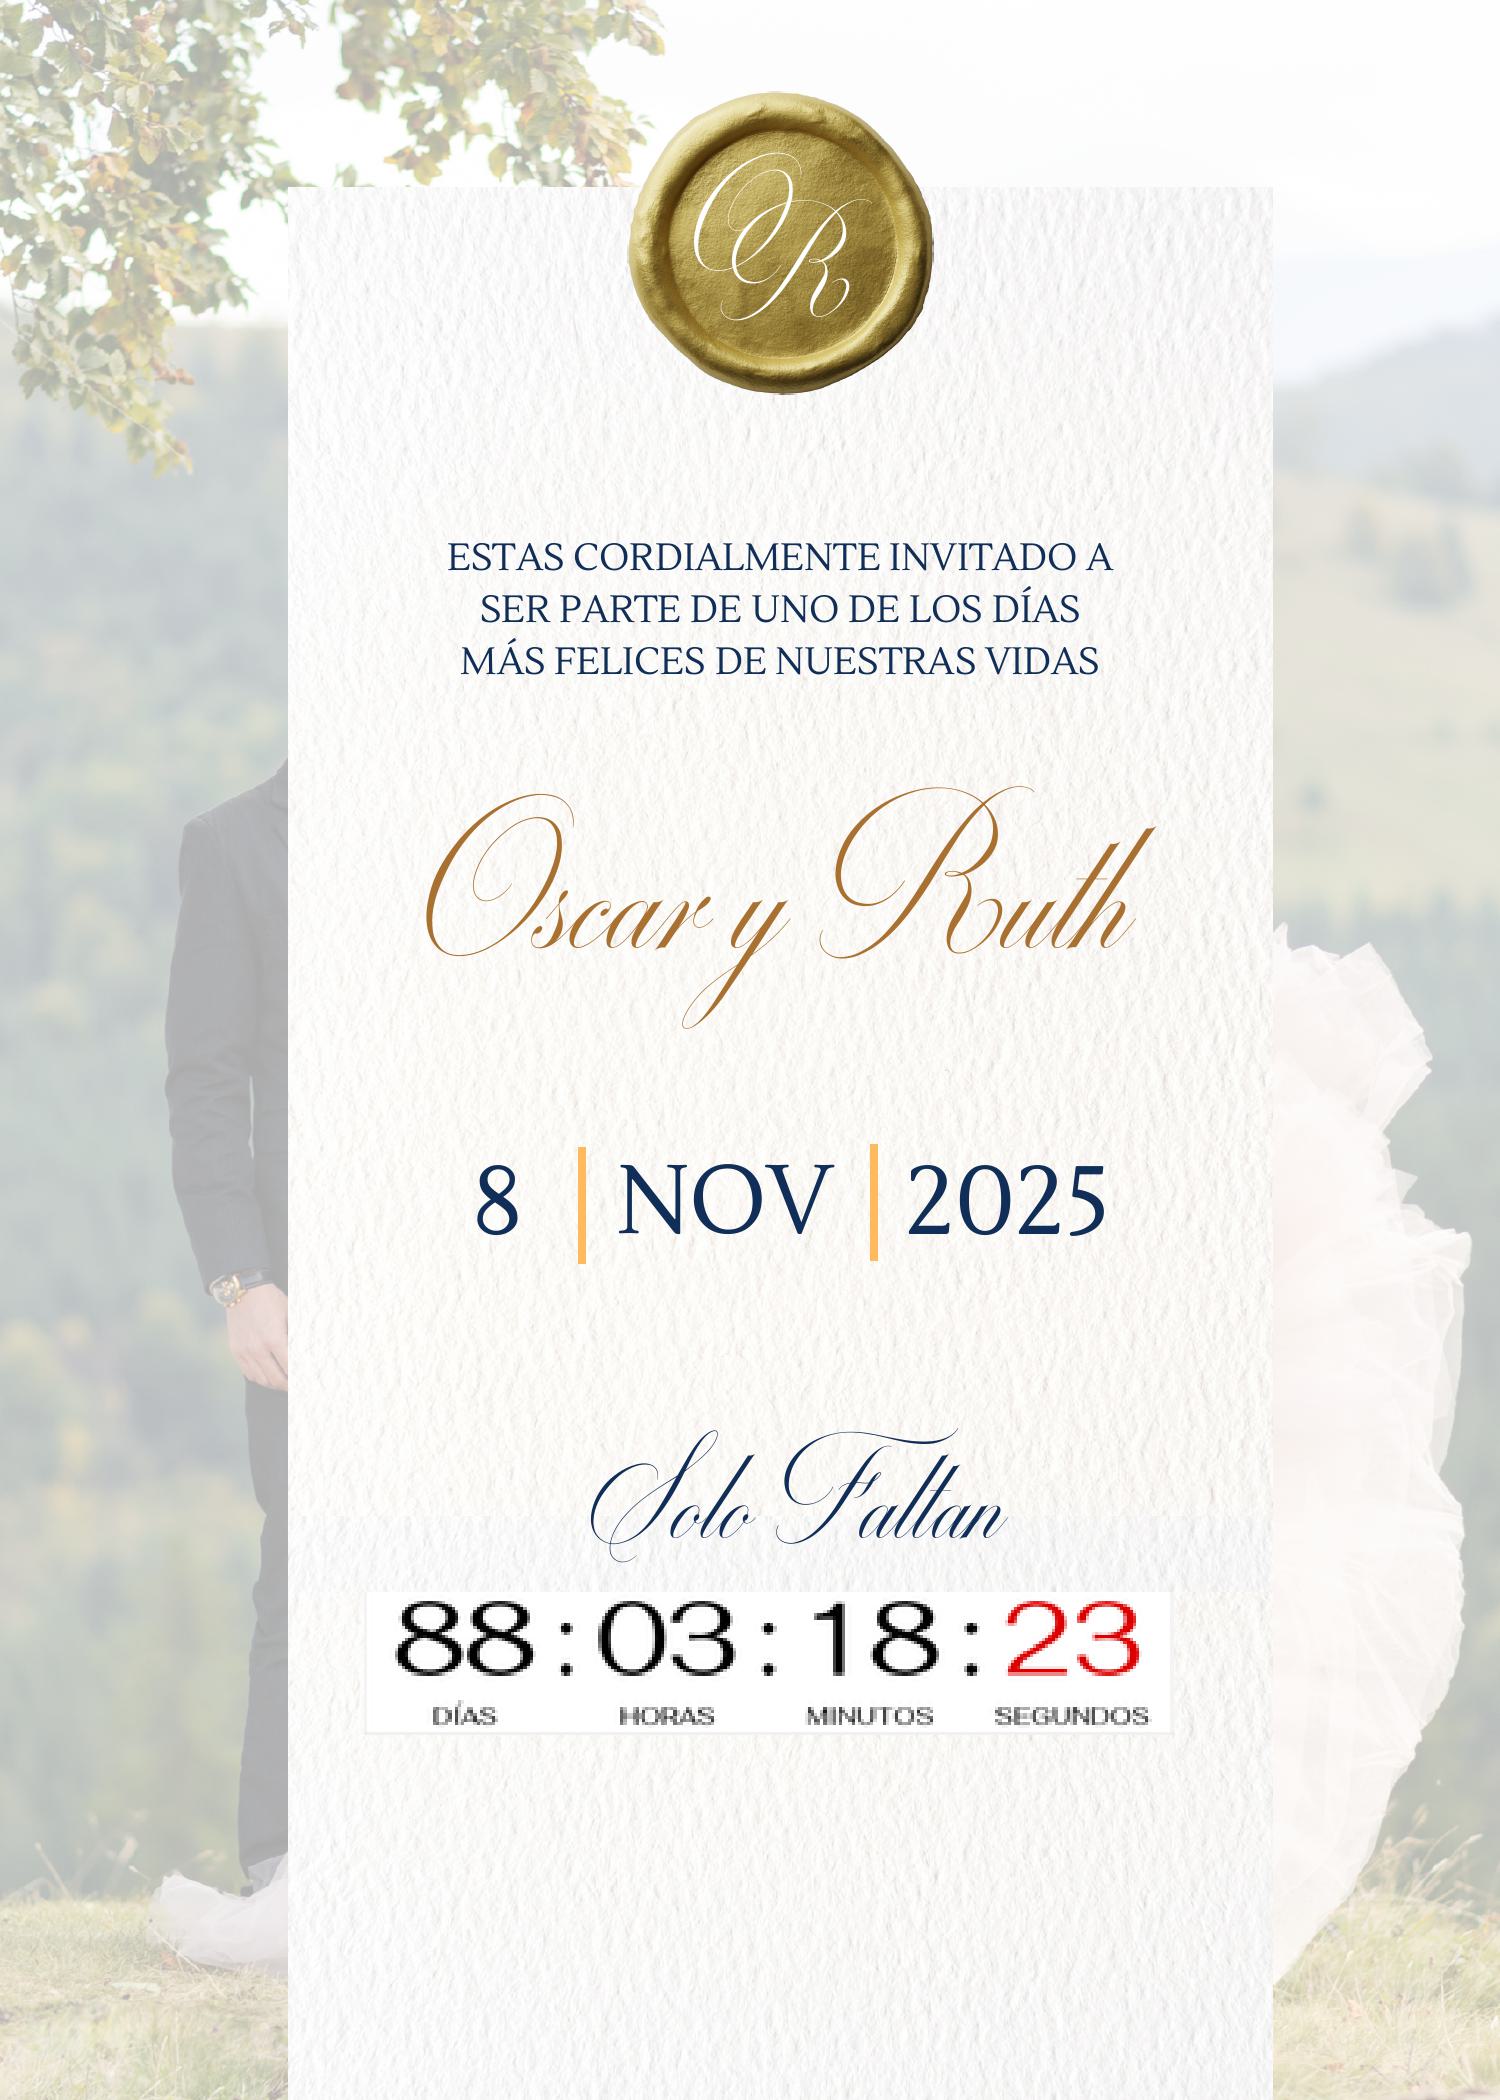 OR
ESTAS CORDIALMENTE INVITADO A
SER PARTE DE UNO DE LOS DÍAS
MÁS FELICES DE NUESTRAS VIDAS
Oscar y Ruth
8 | NOV | 2025
Solo Faltan
88 : 03 : 18 : 23
DÍAS HORAS MINUTOS SEGUNDOS